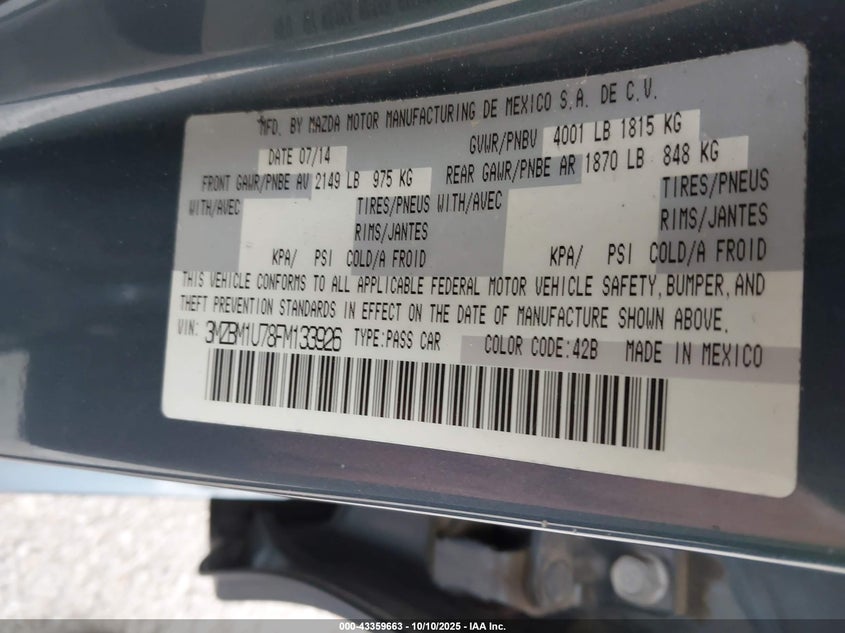 MFD. BY MAZDA MOTOR MANUFACTURING DE MEXICO S.A. DE C.V.
DATE 07/14 GVWR/PNBV 4001 LB 1815 KG
FRONT GAWR/PNBE AV 2149 LB 975 KG REAR GAWR/PNBE AR 1870 LB 848 KG
WITH/AVEC TIRES/PNEUS WITH/AVEC TIRES/PNEUS
RIMS/JANTES RIMS/JANTES
KPA/ PSI COLD/A FROID KPA/ PSI COLD/A FROID
THIS VEHICLE CONFORMS TO ALL APPLICABLE FEDERAL MOTOR VEHICLE SAFETY, BUMPER, AND
THEFT PREVENTION STANDARDS IN EFFECT ON THE DATE OF MANUFACTURE SHOWN ABOVE.
VIN: 3MZBM1U78FM133926 TYPE:PASS CAR COLOR CODE:42B MADE IN MEXICO
000-43359663 - 10/10/2025 - IAA Inc.